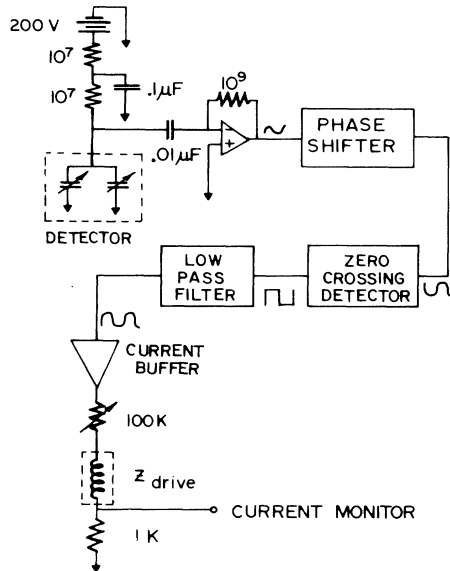 200 V
10⁷
10⁷
.1µF
.01µF
10⁹
−
+
PHASE
SHIFTER
DETECTOR
LOW
PASS
FILTER
ZERO
CROSSING
DETECTOR
CURRENT
BUFFER
100K
Z drive
CURRENT MONITOR
1K